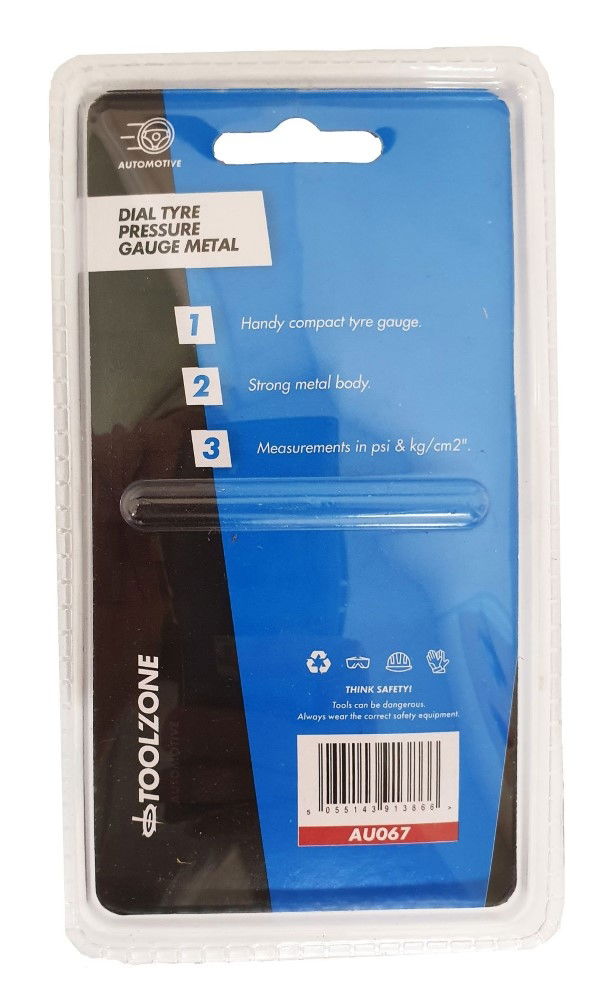 AUTOMOTIVE
DIAL TYRE
PRESSURE
GAUGE METAL
1 Handy compact tyre gauge.
2 Strong metal body.
3 Measurements in psi & kg/cm2".
TOOLZONE
AUTOMOTIVE
THINK SAFETY!
Tools can be dangerous.
Always wear the correct safety equipment.
5 055143 913866 >
AU067